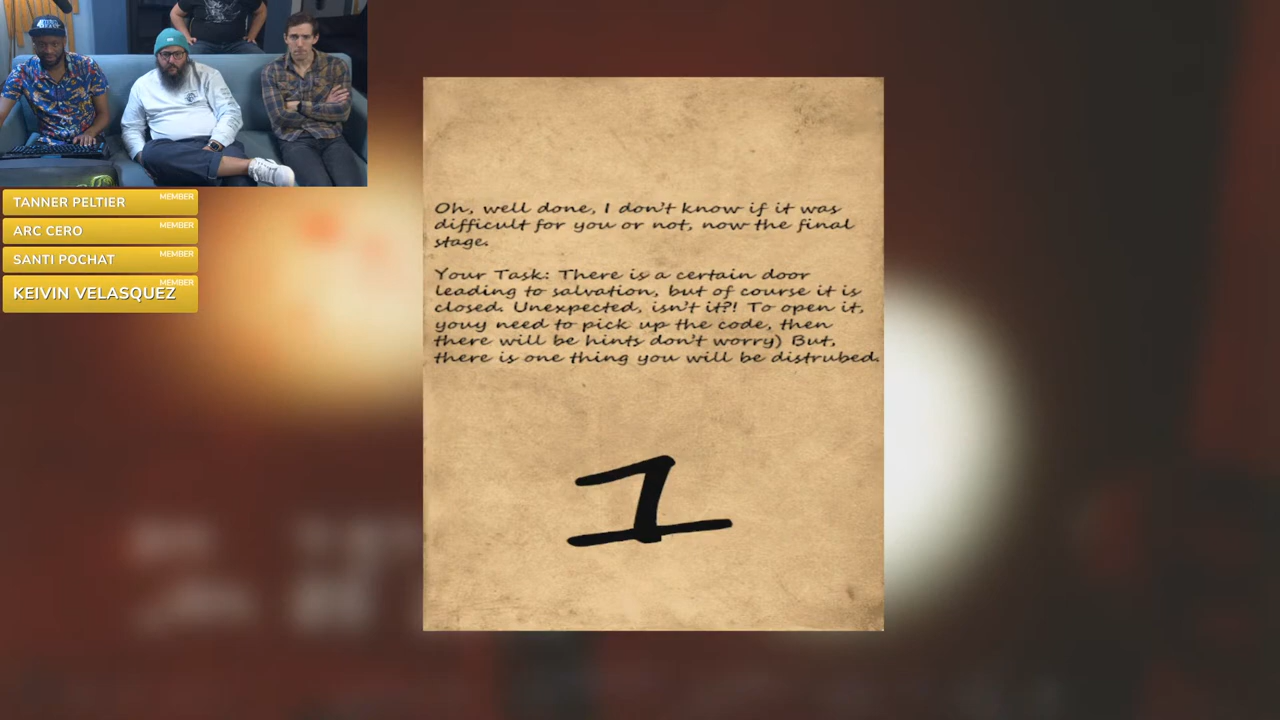 TANNER PELTIER
MEMBER
ARC CERO
MEMBER
SANTI POCHAT
MEMBER
KEIVIN VELASQUEZ
MEMBER
Oh, well done, I don't know if it was
difficult for you or not, now the final
stage.
Your Task: There is a certain door
leading to salvation, but of course it is
closed. Unexpected, isn't it?! To open it,
youy need to pick up the code, then
there will be hints don't worry) But,
there is one thing you will be distrubed.
1